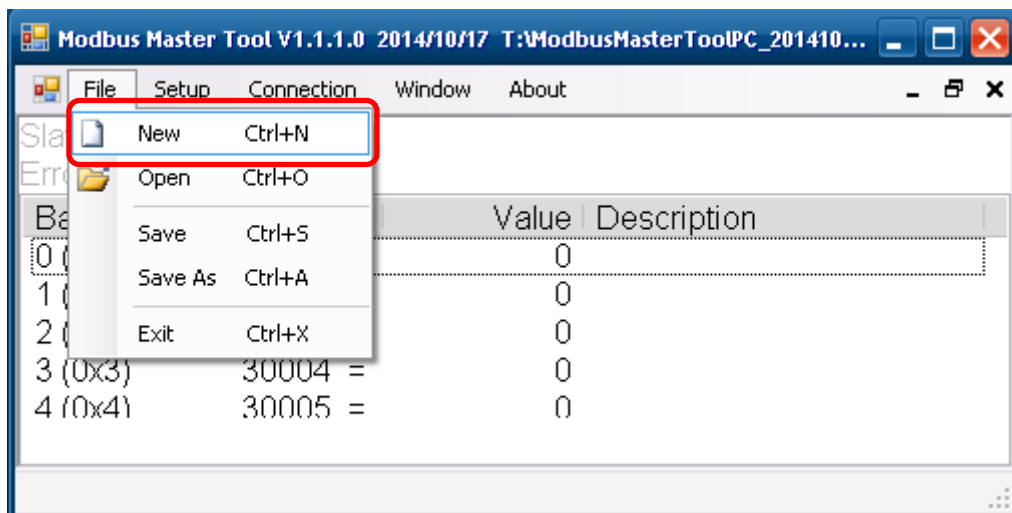 Modbus Master Tool V1.1.1.0 2014/10/17 T:\ModbusMasterToolPC_201410...
File Setup Connection Window About
New Ctrl+N
Open Ctrl+O
Save Ctrl+S
Save As Ctrl+A
Exit Ctrl+X
Value Description
0 ( 0
1 ( 0
2 ( 0
3 (0x3) 30004 = 0
4 (0x4) 30005 = 0